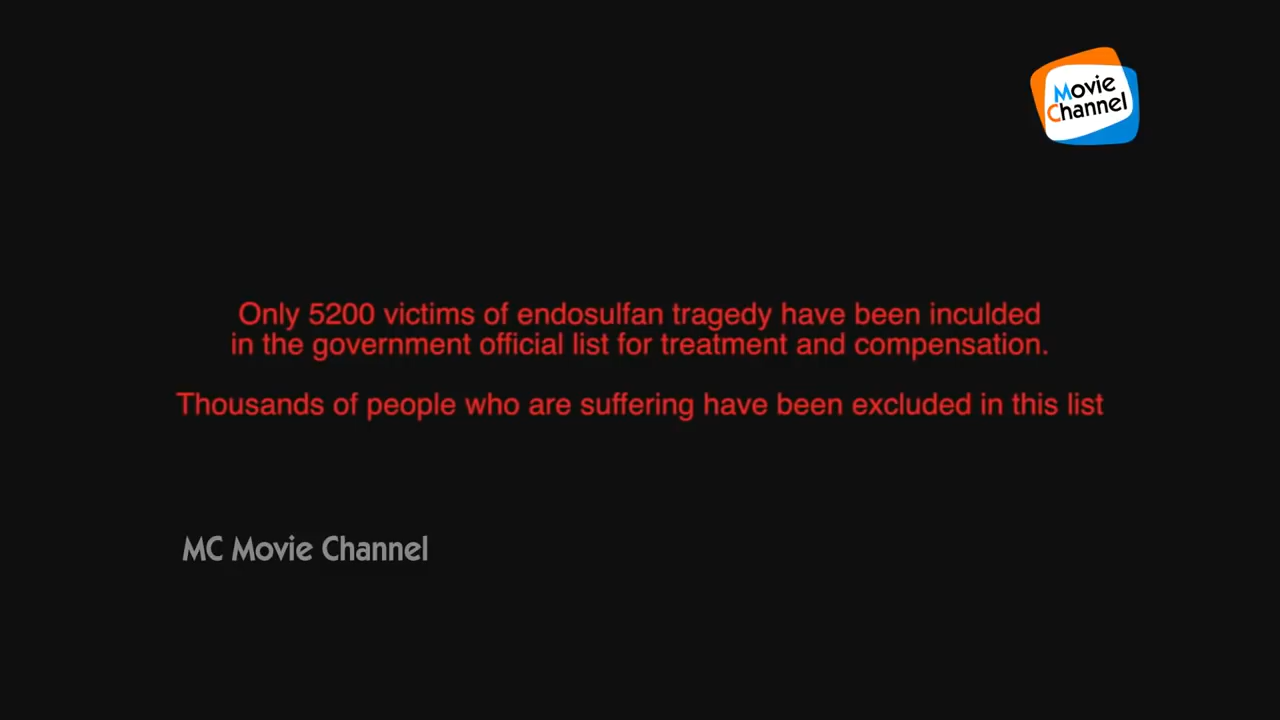 Movie
Channel
Only 5200 victims of endosulfan tragedy have been inculded
in the government official list for treatment and compensation.
Thousands of people who are suffering have been excluded in this list
MC Movie Channel